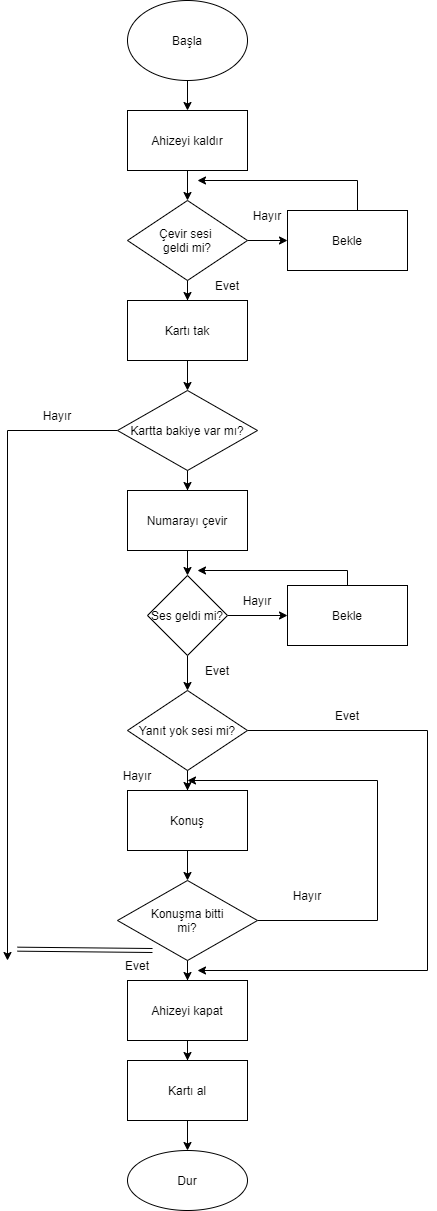 Başla
Ahizeyi kaldır
Çevir sesi
geldi mi?
Hayır
Bekle
Evet
Kartı tak
Hayır
Kartta bakiye var mı?
Numarayı çevir
Ses geldi mi?
Hayır
Bekle
Evet
Yanıt yok sesi mi?
Evet
Hayır
Konuş
Konuşma bitti
mi?
Hayır
Evet
Ahizeyi kapat
Kartı al
Dur